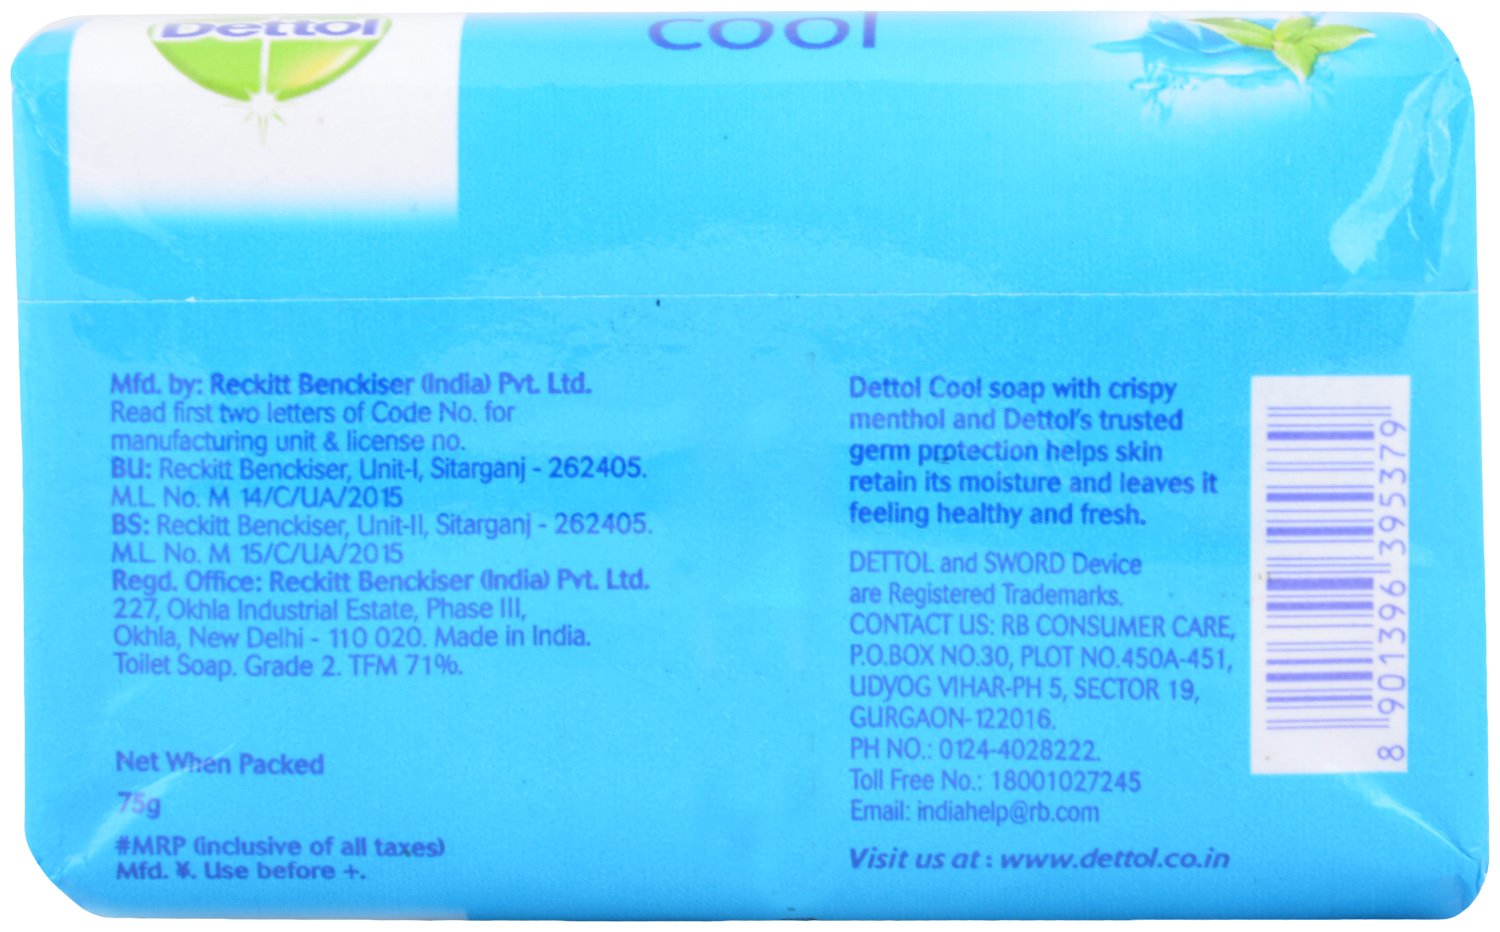 Dettol
cool
Mfd. by: Reckitt Benckiser (India) Pvt. Ltd.
Read first two letters of Code No. for
manufacturing unit & license no.
BU: Reckitt Benckiser, Unit-I, Sitarganj - 262405.
M.L. No. M 14/C/UA/2015
BS: Reckitt Benckiser, Unit-II, Sitarganj - 262405.
M.L. No. M 15/C/UA/2015
Regd. Office: Reckitt Benckiser (India) Pvt. Ltd.
227, Okhla Industrial Estate, Phase III,
Okhla, New Delhi - 110 020. Made in India.
Toilet Soap. Grade 2. TFM 71%.
Net When Packed
75g
#MRP (inclusive of all taxes)
Mfd. ¥. Use before +.
Dettol Cool soap with crispy
menthol and Dettol's trusted
germ protection helps skin
retain its moisture and leaves it
feeling healthy and fresh.
DETTOL and SWORD Device
are Registered Trademarks.
CONTACT US: RB CONSUMER CARE,
P.O.BOX NO.30, PLOT NO.450A-451,
UDYOG VIHAR-PH 5, SECTOR 19,
GURGAON-122016.
PH NO.: 0124-4028222.
Toll Free No.: 18001027245
Email: indiahelp@rb.com
Visit us at : www.dettol.co.in
8 901396 395379